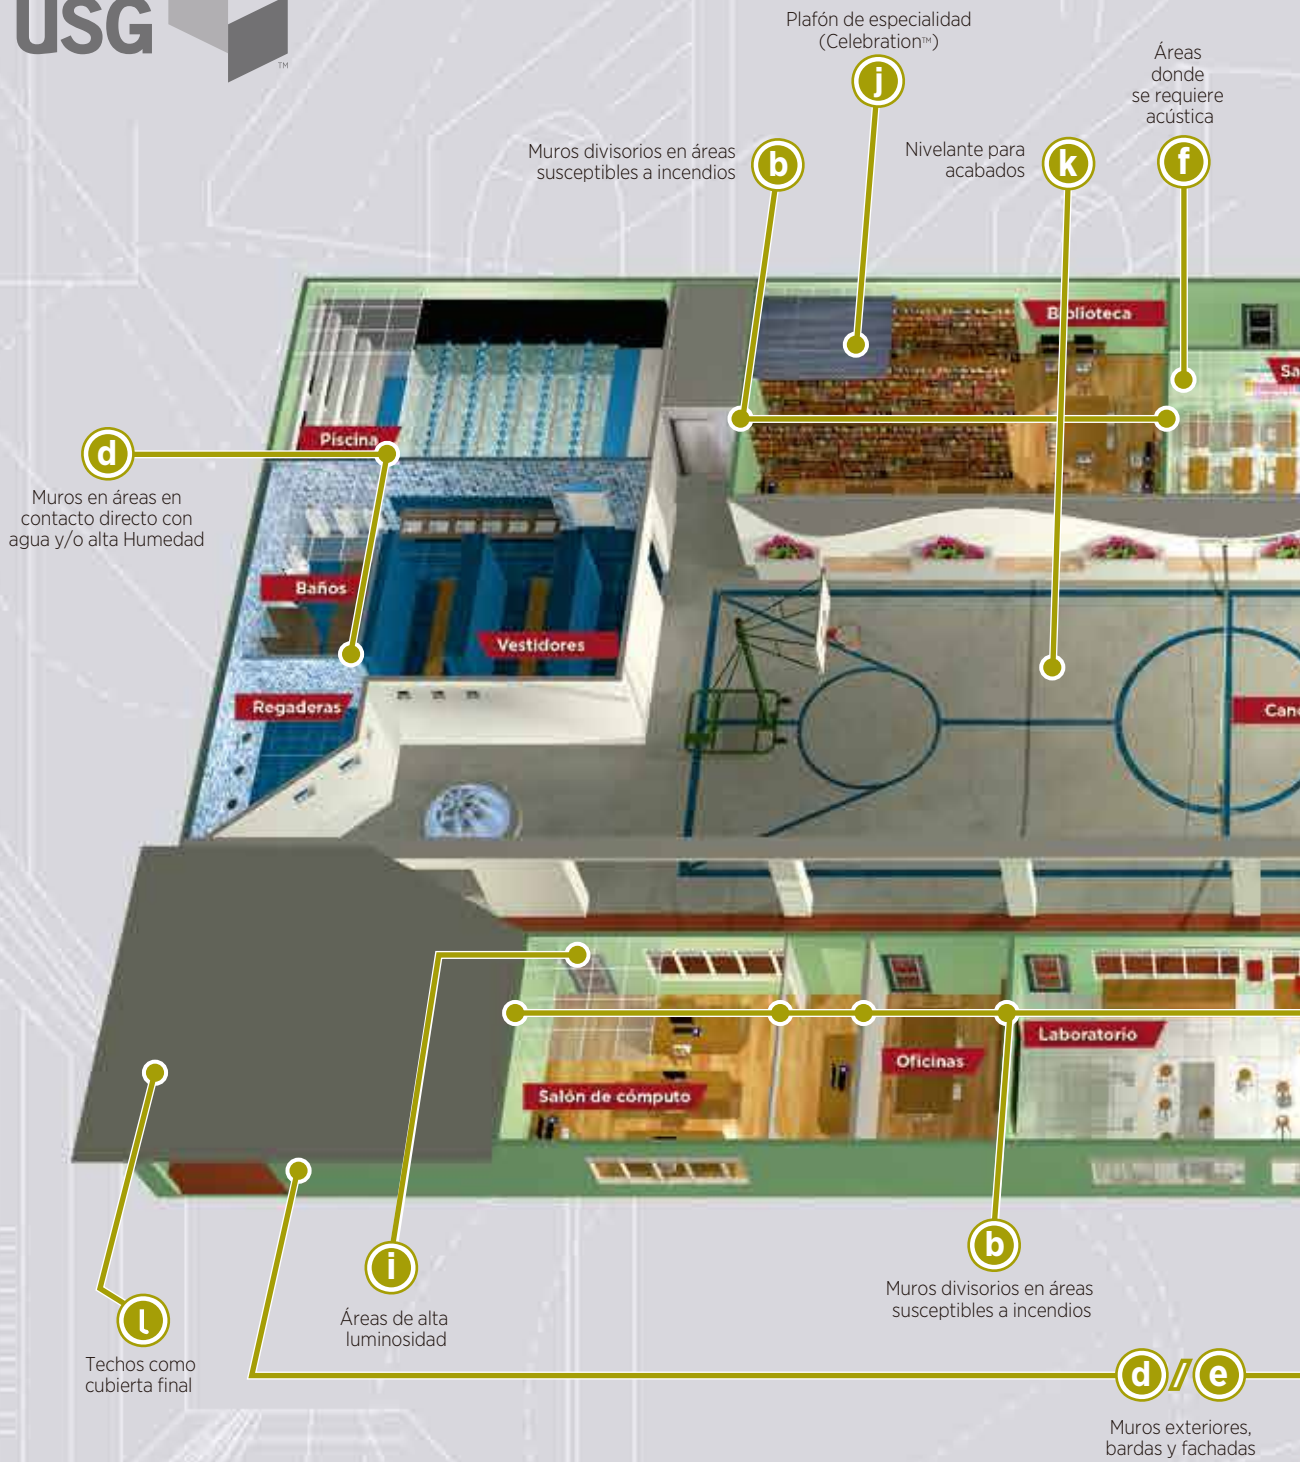 USG
TM
Plafón de especialidad
(Celebration™)
j
Áreas
donde
se requiere
acústica
f
Muros divisorios en áreas
susceptibles a incendios
b
Nivelante para
acabados
k
Biblioteca
Sa
Piscina
d
Muros en áreas en
contacto directo con
agua y/o alta Humedad
Baños
Vestidores
Regaderas
Canc
Laboratorio
Oficinas
Salón de cómputo
b
Muros divisorios en áreas
susceptibles a incendios
i
Áreas de alta
luminosidad
l
Techos como
cubierta final
d/e
Muros exteriores,
bardas y fachadas